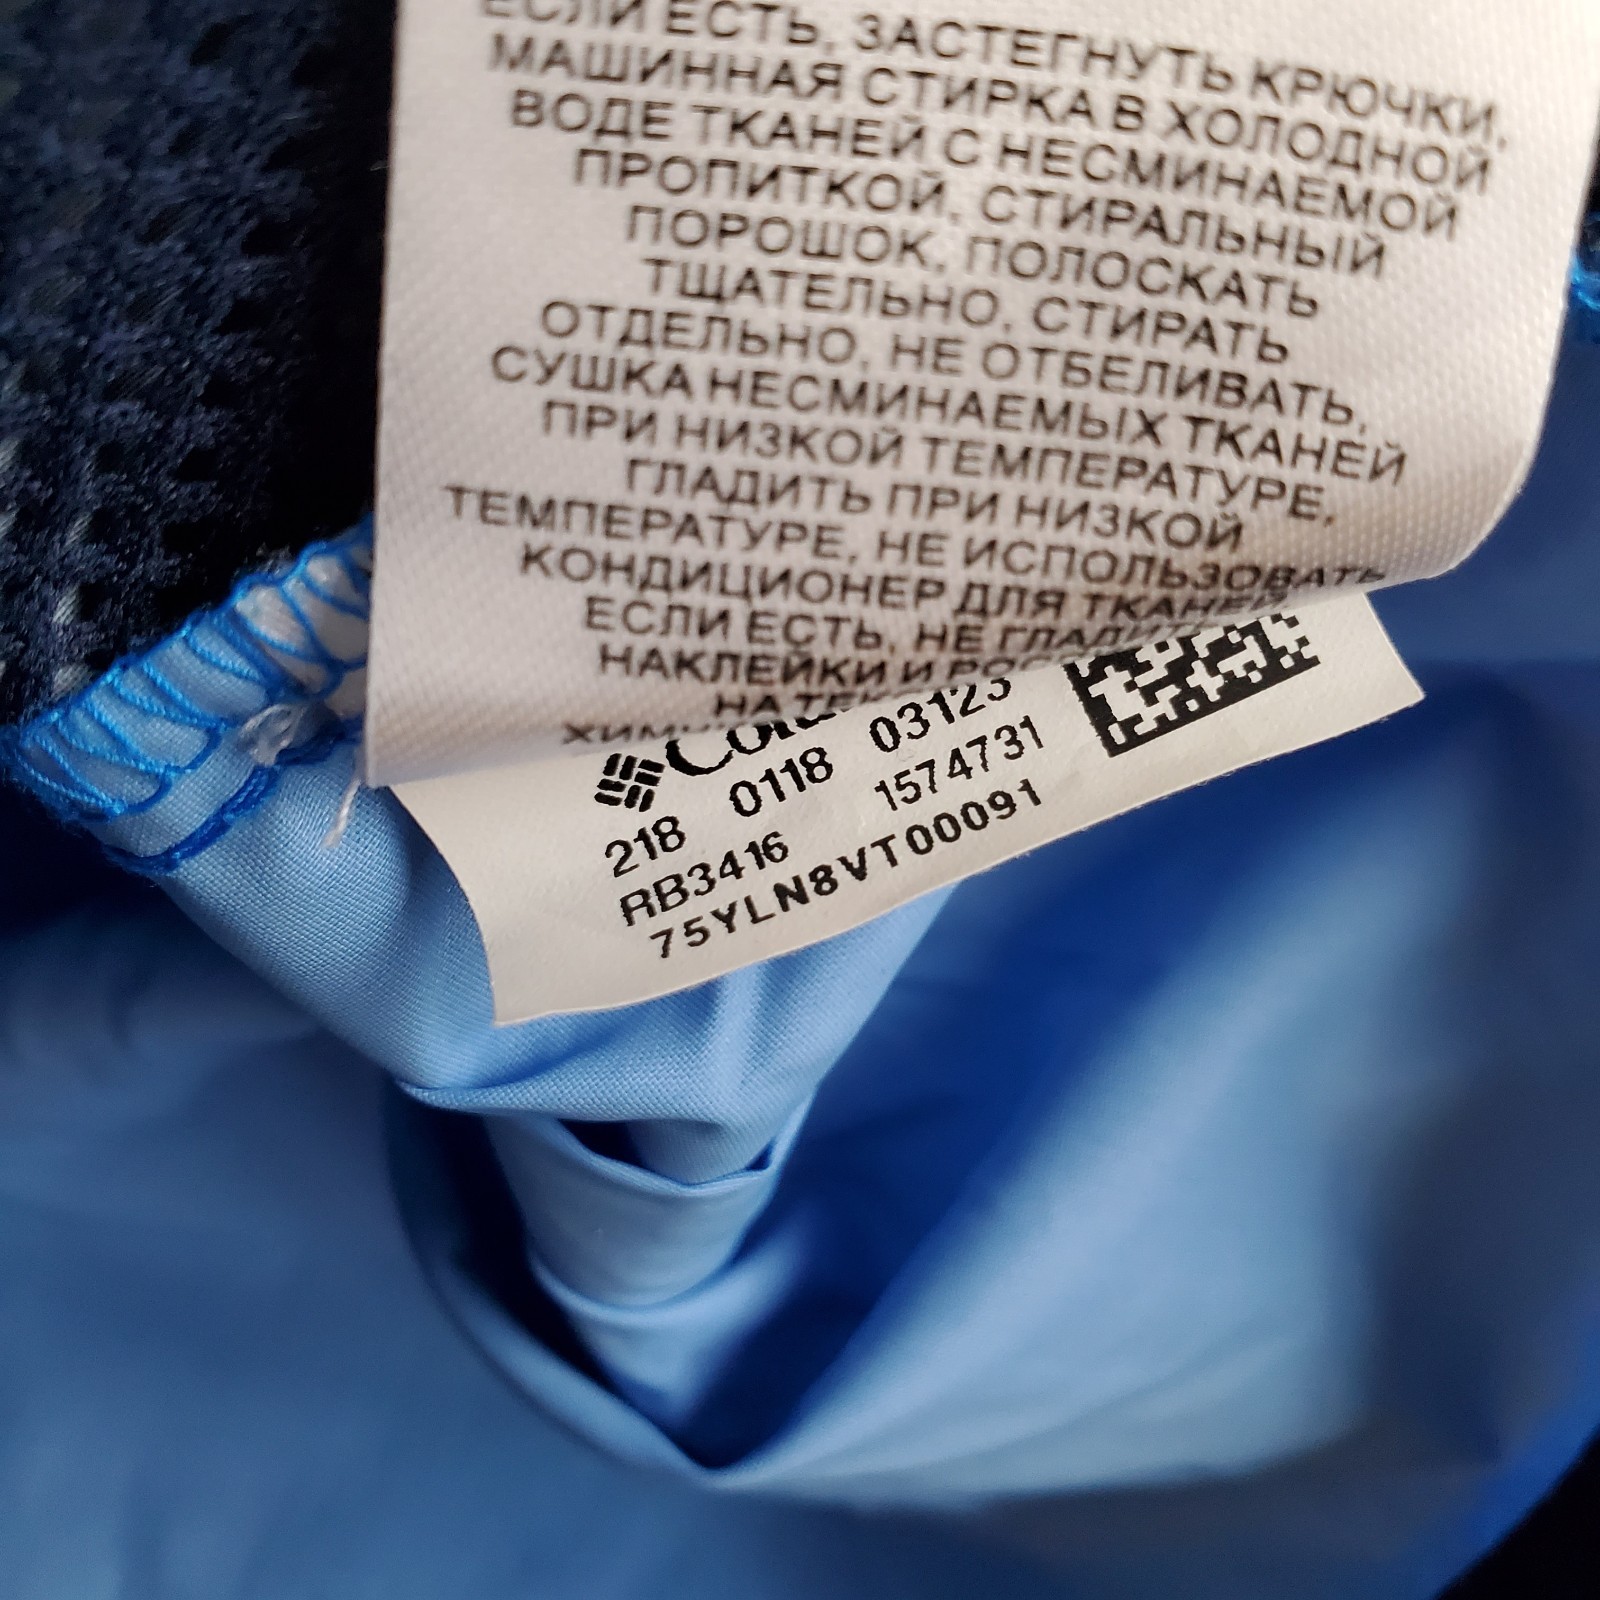 ЕСЛИ ЕСТЬ, ЗАСТЕГНУТЬ КРЮЧКИ,
МАШИННАЯ СТИРКА В ХОЛОДНОЙ
ВОДЕ ТКАНЕЙ С НЕСМИНАЕМОЙ
ПРОПИТКОЙ, СТИРАЛЬНЫЙ
ПОРОШОК, ПОЛОСКАТЬ
ТЩАТЕЛЬНО, СТИРАТЬ
ОТДЕЛЬНО, НЕ ОТБЕЛИВАТЬ,
СУШКА НЕСМИНАЕМЫХ ТКАНЕЙ
ПРИ НИЗКОЙ ТЕМПЕРАТУРЕ,
ГЛАДИТЬ ПРИ НИЗКОЙ
ТЕМПЕРАТУРЕ, НЕ ИСПОЛЬЗОВАТЬ
КОНДИЦИОНЕР ДЛЯ ТКАНЕЙ
ЕСЛИ ЕСТЬ, НЕ ГЛАДИТЬ
НАКЛЕЙКИ И
НА
218 0118 03123
RB3416 1574731
75YLN8VT00091